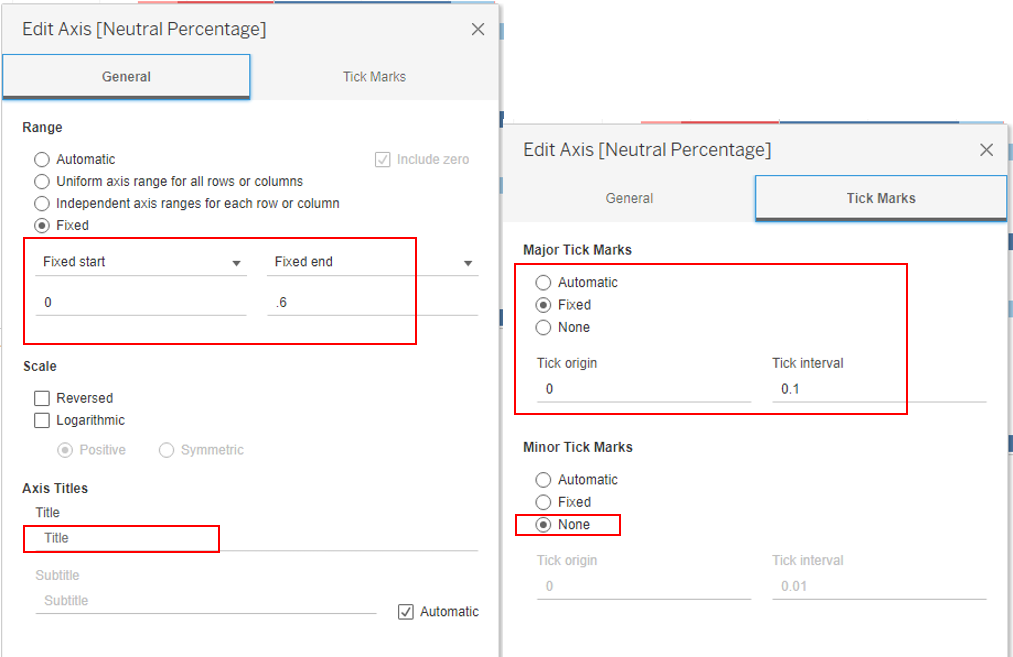 Edit Axis [Neutral Percentage]
General
Tick Marks
Range
Automatic
Include zero
Uniform axis range for all rows or columns
Independent axis ranges for each row or column
Fixed
Fixed start
Fixed end
0
.6
Scale
Reversed
Logarithmic
Positive
Symmetric
Axis Titles
Title
Title
Subtitle
Subtitle
Automatic
Edit Axis [Neutral Percentage]
General
Tick Marks
Major Tick Marks
Automatic
Fixed
None
Tick origin
Tick interval
0
0.1
Minor Tick Marks
Automatic
Fixed
None
Tick origin
Tick interval
0
0.01